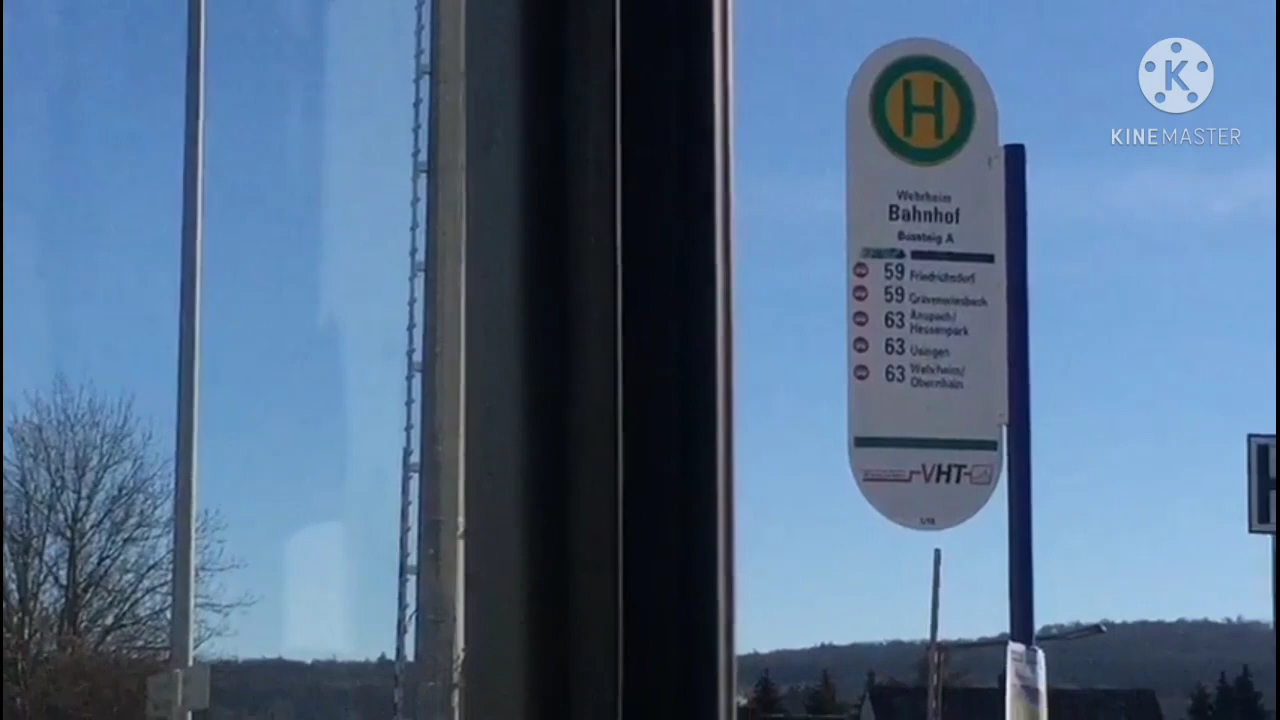 H
K
KINEMASTER
Wehrheim
Bahnhof
Bussteig A
59 Friedrichsdorf
59 Grävenwiesbach
63 Anspach/
Hessenpark
63 Usingen
63 Wehrheim/
Obernhain
VHT
H